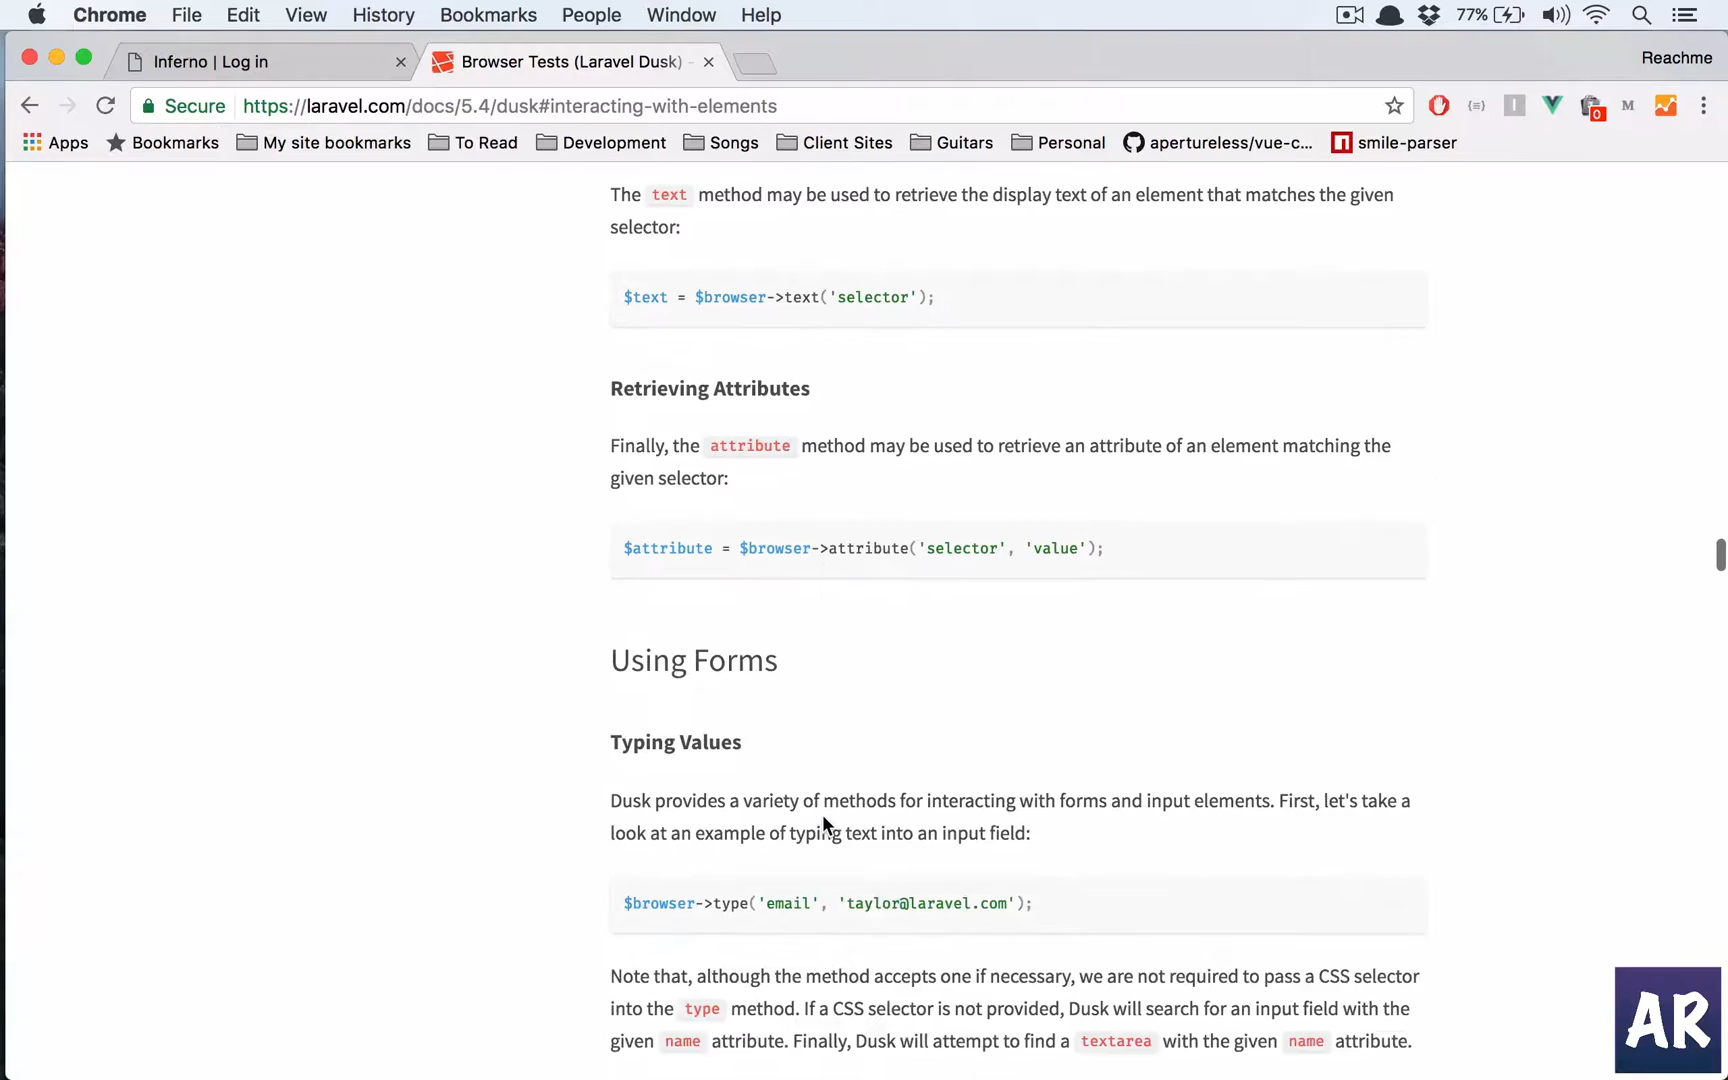 Chrome File Edit View History Bookmarks People Window Help 77%
Inferno | Log in Browser Tests (Laravel Dusk) - Reachme
Secure https://laravel.com/docs/5.4/dusk#interacting-with-elements M 0
Apps Bookmarks My site bookmarks To Read Development Songs Client Sites Guitars Personal apertureless/vue-c... smile-parser
The text method may be used to retrieve the display text of an element that matches the given
selector:
$text = $browser->text('selector');
Retrieving Attributes
Finally, the attribute method may be used to retrieve an attribute of an element matching the
given selector:
$attribute = $browser->attribute('selector', 'value');
Using Forms
Typing Values
Dusk provides a variety of methods for interacting with forms and input elements. First, let's take a
look at an example of typing text into an input field:
$browser->type('email', 'taylor@laravel.com');
Note that, although the method accepts one if necessary, we are not required to pass a CSS selector
into the type method. If a CSS selector is not provided, Dusk will search for an input field with the
given name attribute. Finally, Dusk will attempt to find a textarea with the given name attribute.
AR